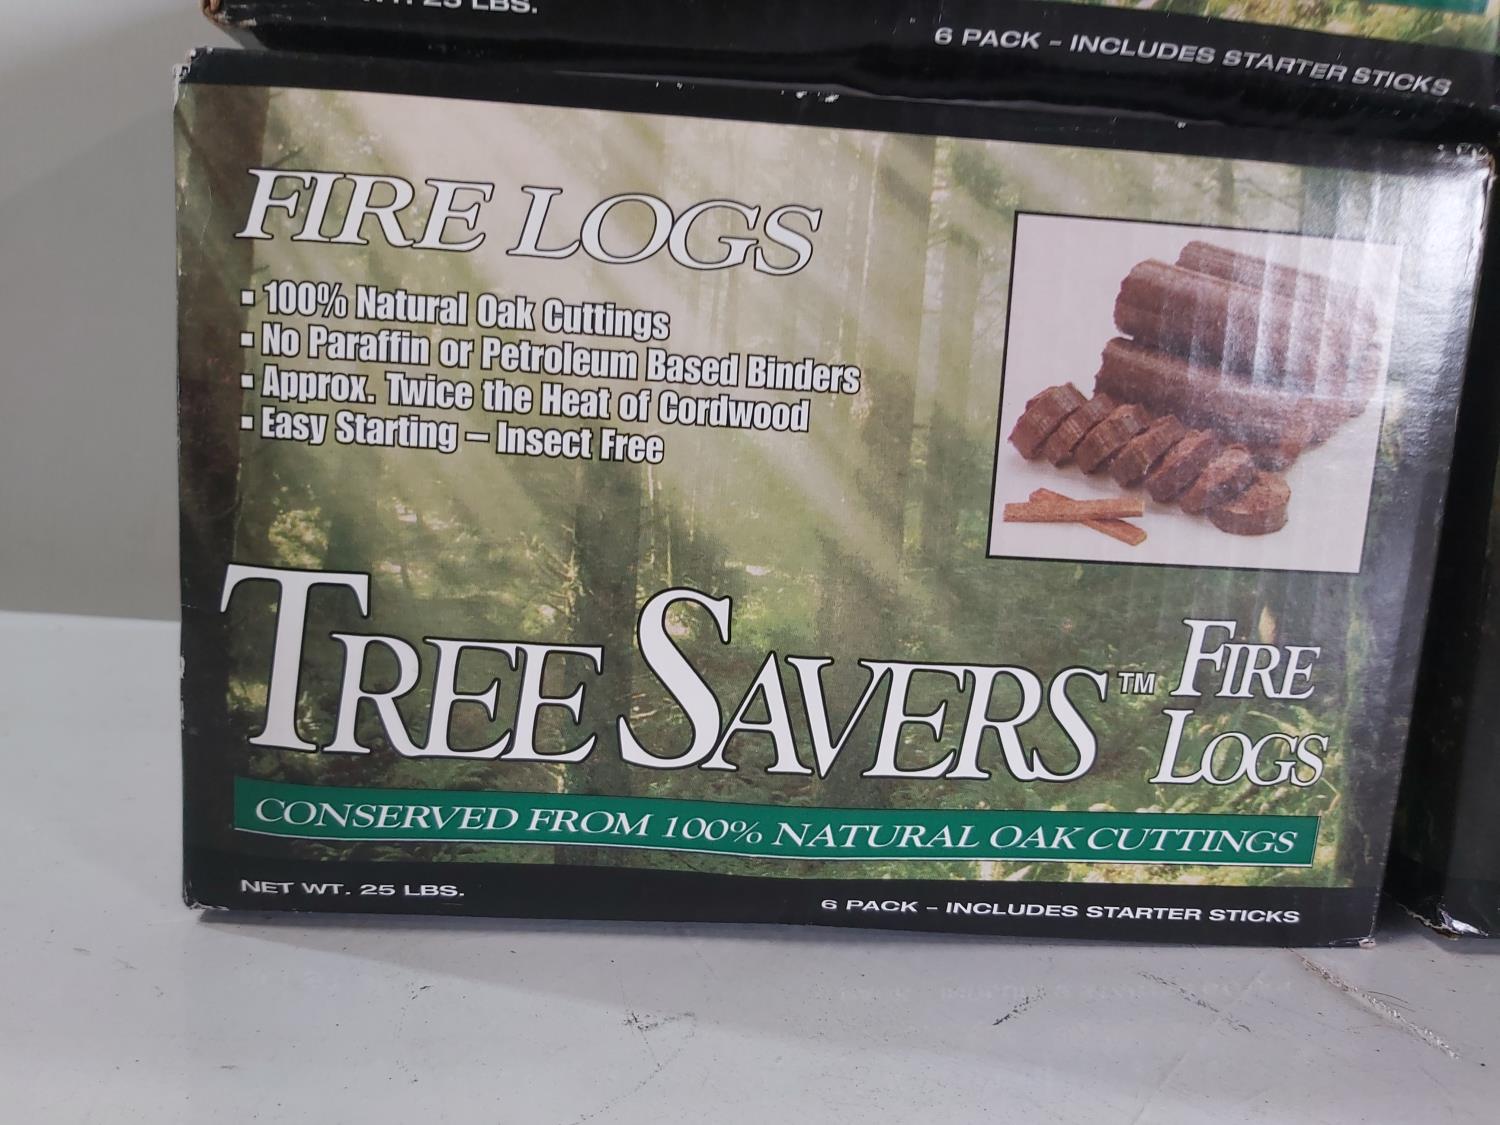 25 LBS.
6 PACK – INCLUDES STARTER STICKS
FIRE LOGS
▪ 100% Natural Oak Cuttings
▪ No Paraffin or Petroleum Based Binders
▪ Approx. Twice the Heat of Cordwood
▪ Easy Starting – Insect Free
TREE SAVERS™ FIRE
LOGS
CONSERVED FROM 100% NATURAL OAK CUTTINGS
NET WT. 25 LBS.
6 PACK – INCLUDES STARTER STICKS